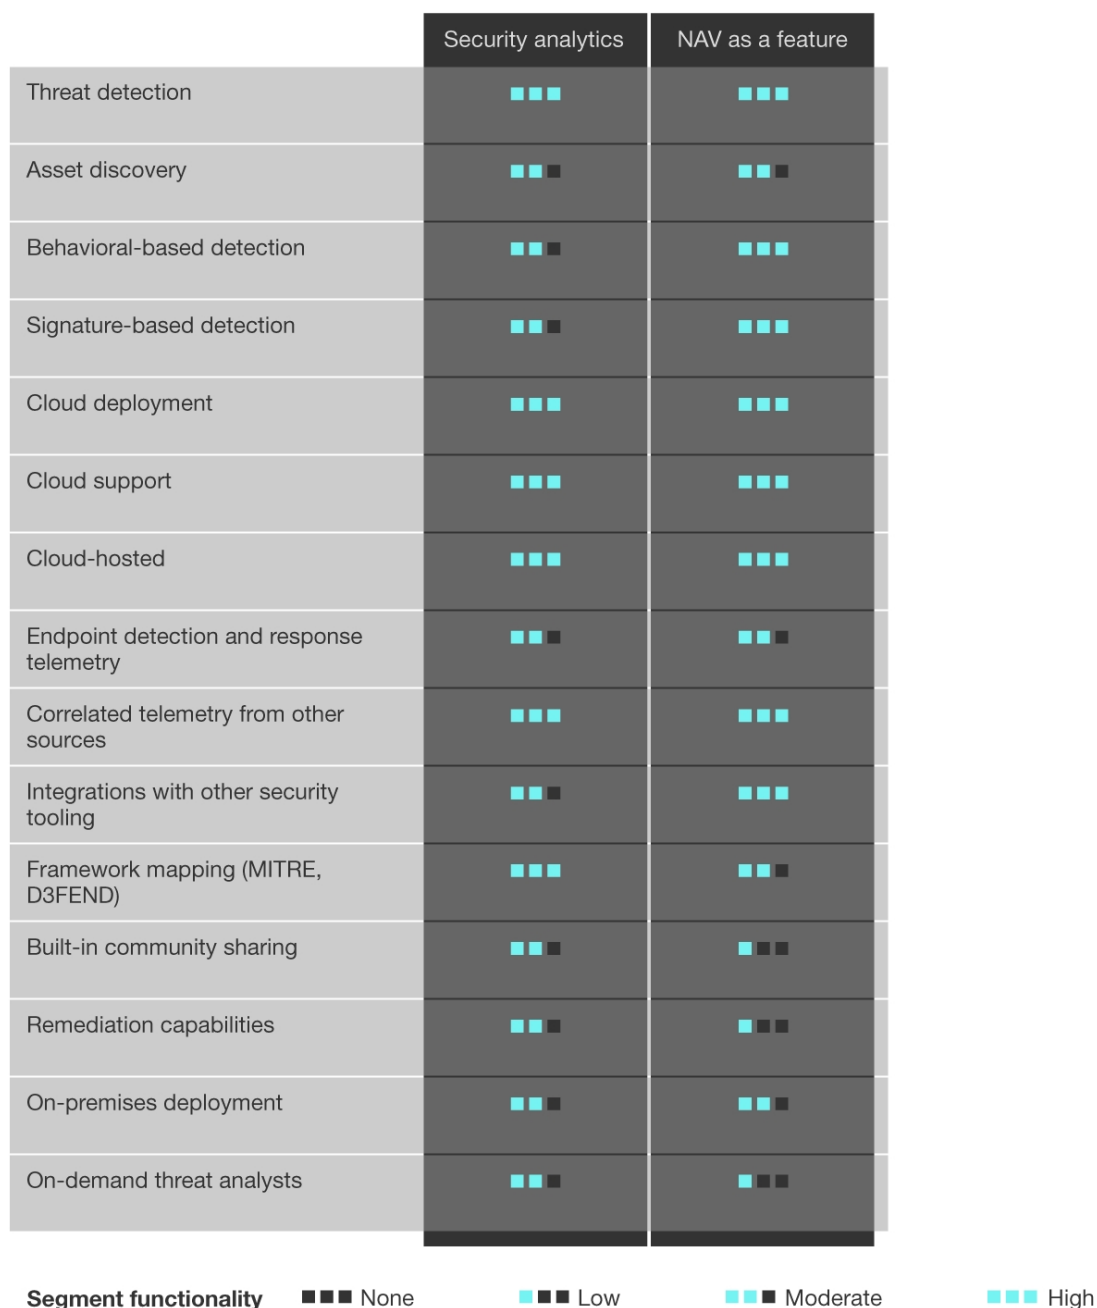 Security analytics NAV as a feature
Threat detection
Asset discovery
Behavioral-based detection
Signature-based detection
Cloud deployment
Cloud support
Cloud-hosted
Endpoint detection and response
telemetry
Correlated telemetry from other
sources
Integrations with other security
tooling
Framework mapping (MITRE,
D3FEND)
Built-in community sharing
Remediation capabilities
On-premises deployment
On-demand threat analysts
Segment functionality None Low Moderate High